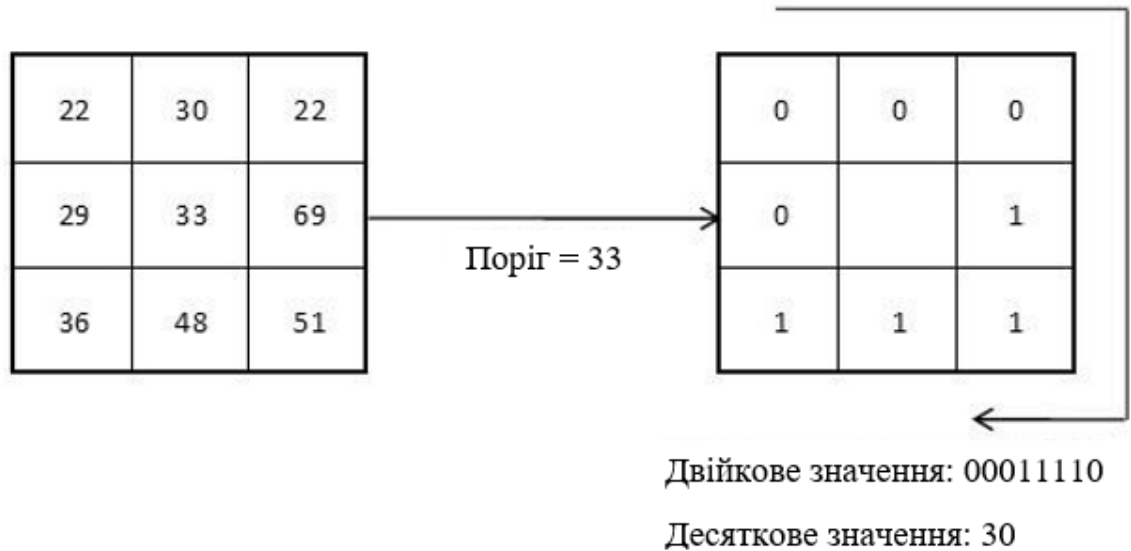 22 30 22 0 0 0
29 33 69 0 1
Поріг = 33
36 48 51 1 1 1
Двійкове значення: 00011110
Десяткове значення: 30